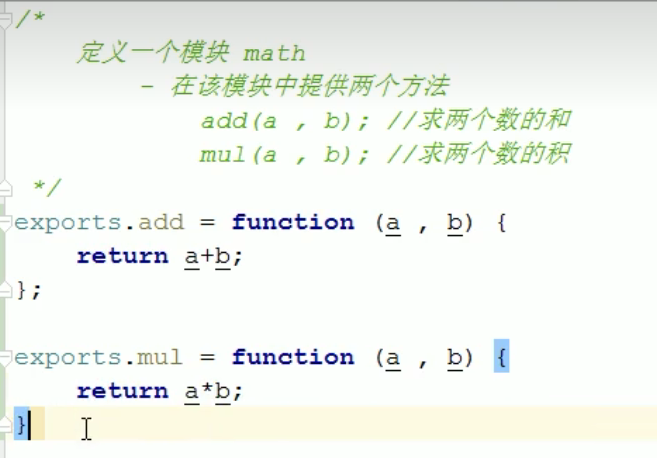 /*
定义一个模块 math
- 在该模块中提供两个方法
add(a , b); //求两个数的和
mul(a , b); //求两个数的积
*/
exports.add = function (a , b) {
return a+b;
};
exports.mul = function (a , b) {
return a*b;
}